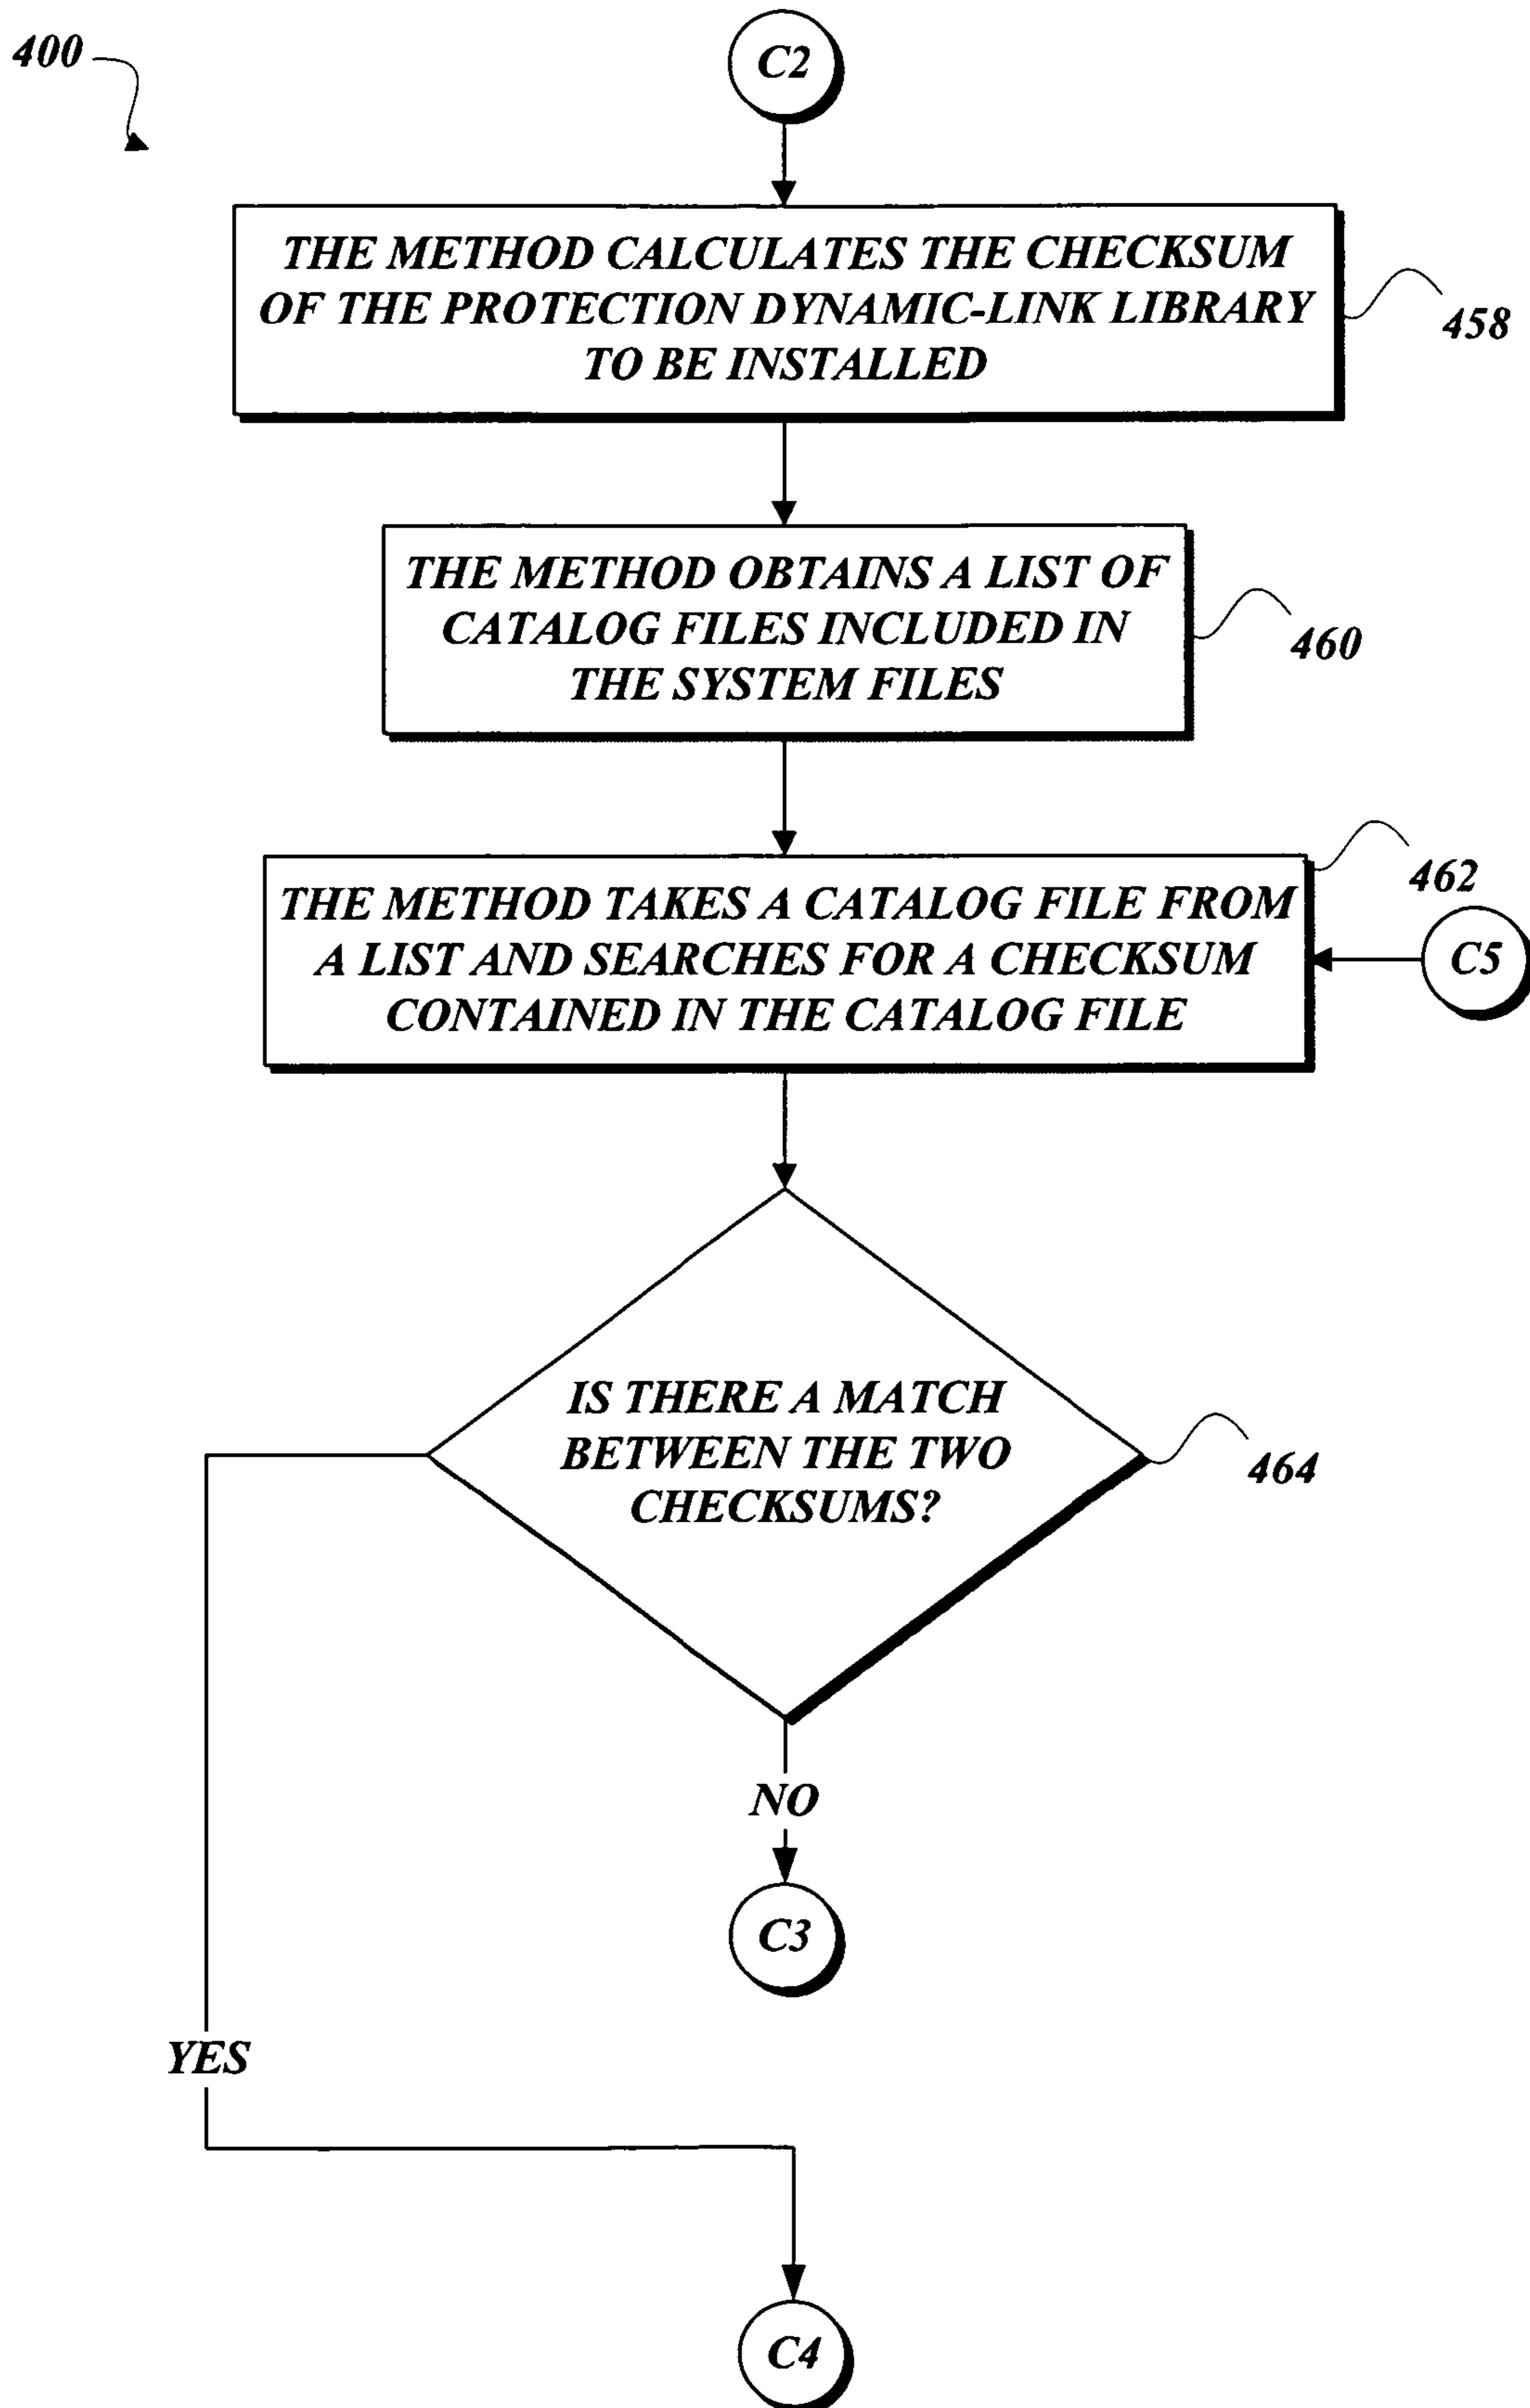 400
C2
THE METHOD CALCULATES THE CHECKSUM
OF THE PROTECTION DYNAMIC-LINK LIBRARY
TO BE INSTALLED
458
THE METHOD OBTAINS A LIST OF
CATALOG FILES INCLUDED IN
THE SYSTEM FILES
460
THE METHOD TAKES A CATALOG FILE FROM
A LIST AND SEARCHES FOR A CHECKSUM
CONTAINED IN THE CATALOG FILE
462
C5
IS THERE A MATCH
BETWEEN THE TWO
CHECKSUMS?
464
NO
C3
YES
C4